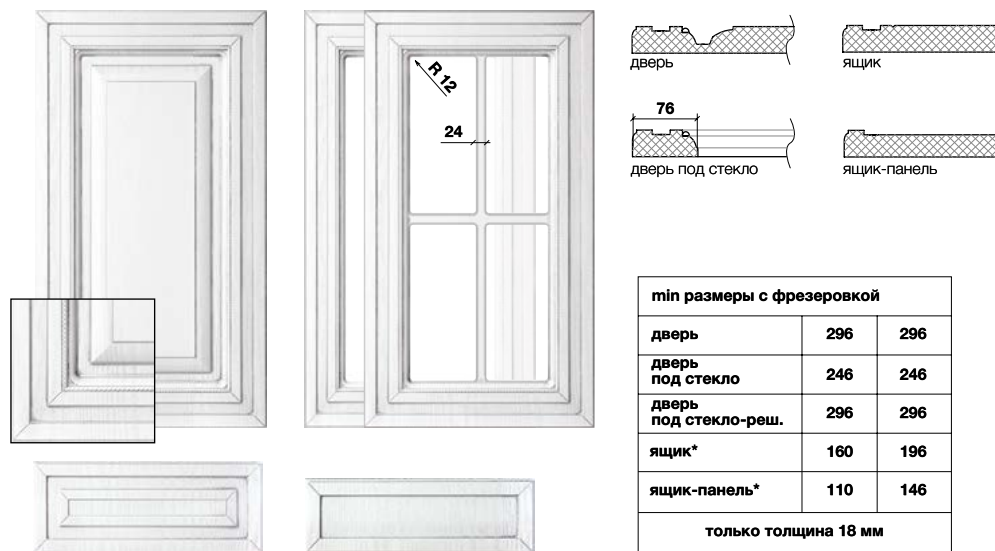 R 12
24
дверь
ящик
76
дверь под стекло
ящик-панель
min размеры с фрезеровкой
дверь 296 296
дверь
под стекло 246 246
дверь
под стекло-реш. 296 296
ящик* 160 196
ящик-панель* 110 146
только толщина 18 мм